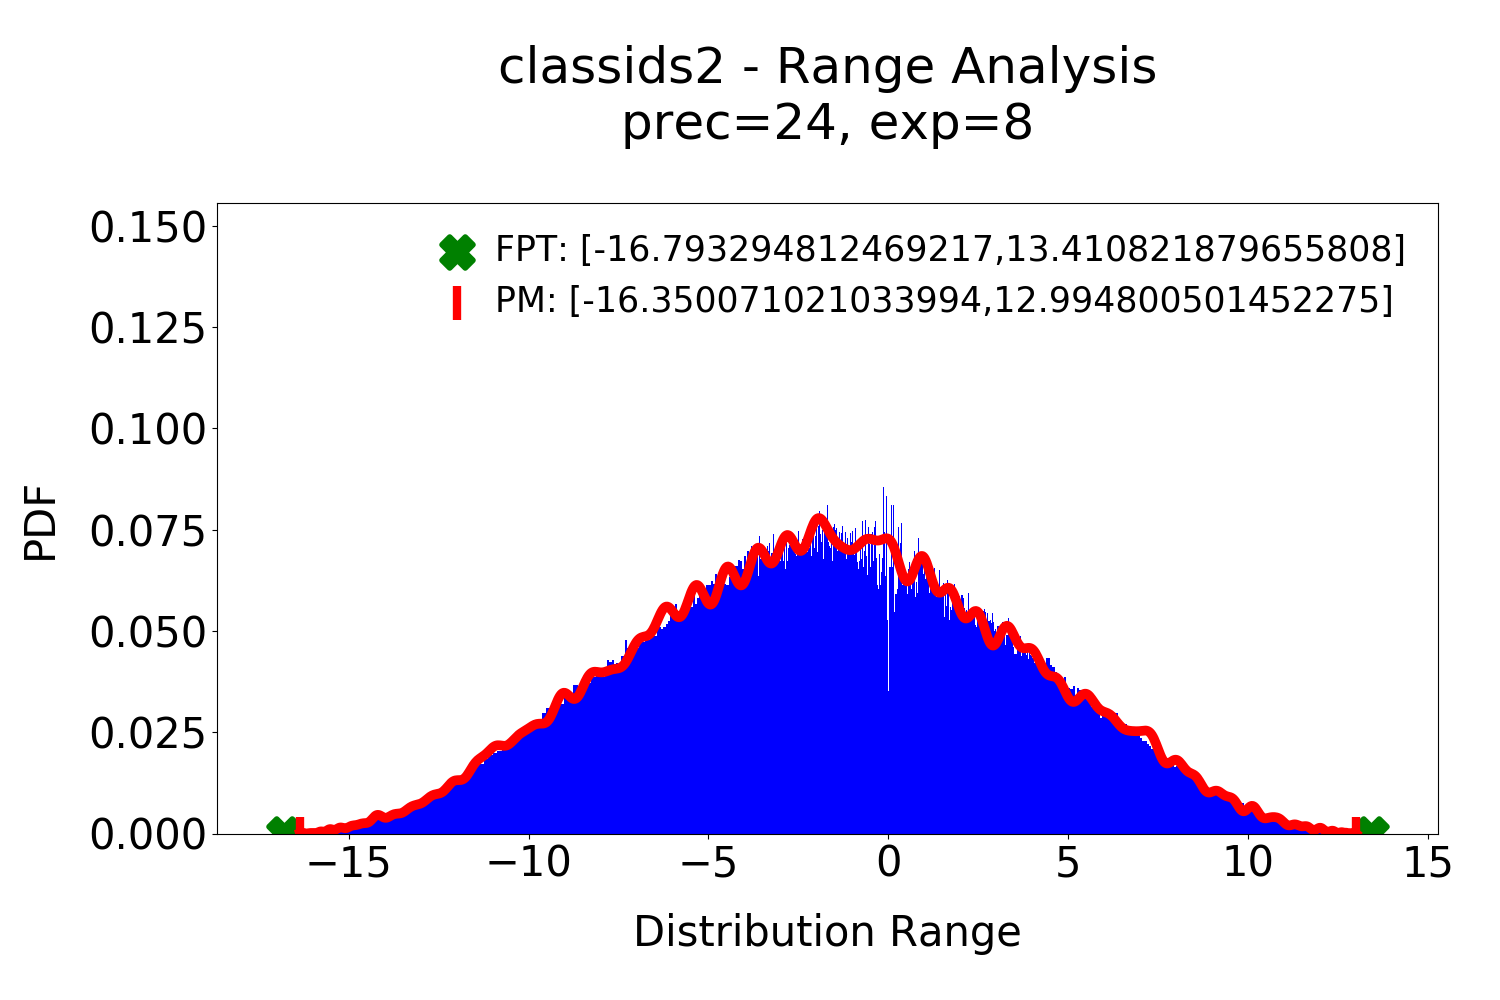 classids2 - Range Analysis
prec=24, exp=8
0.150
0.125
0.100
0.075
0.050
0.025
0.000
PDF
FPT: [-16.793294812469217,13.410821879655808]
PM: [-16.350071021033994,12.994800501452275]
−15
−10
−5
0
5
10
15
Distribution Range